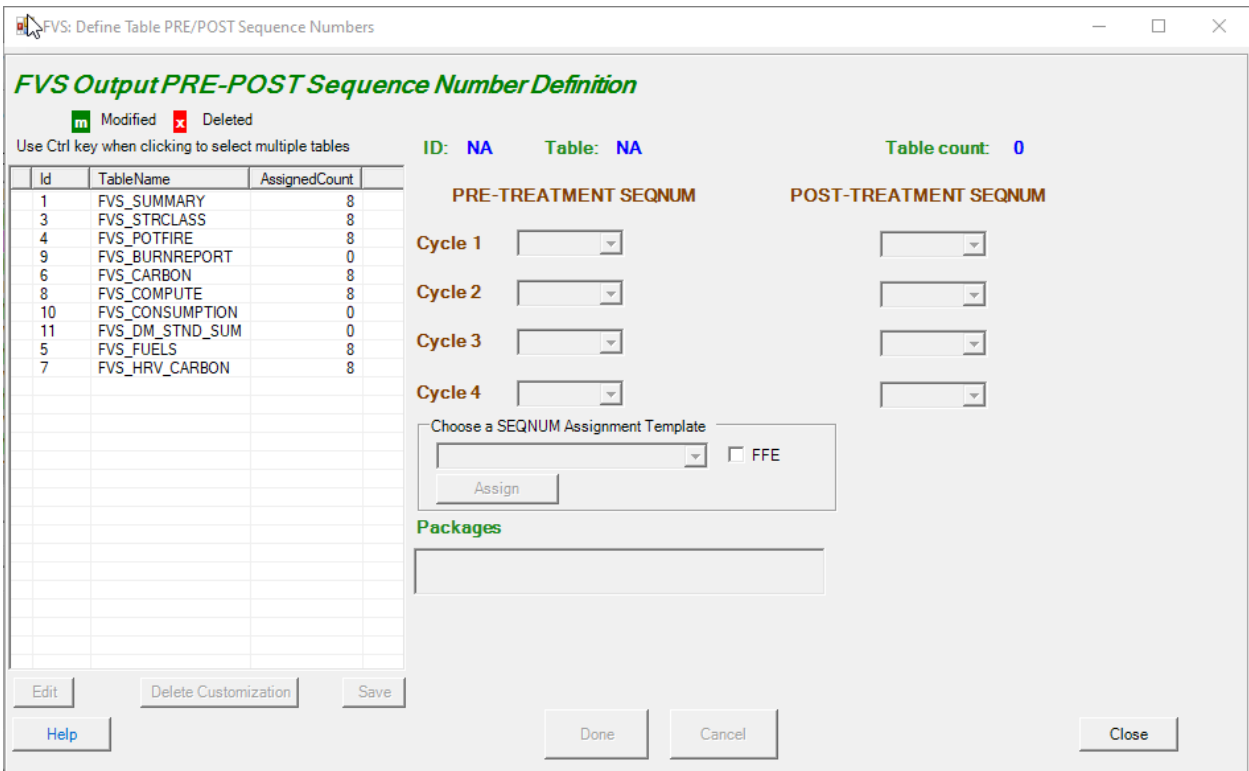 FVS: Define Table PRE/POST Sequence Numbers
FVS Output PRE-POST Sequence Number Definition
m Modified x Deleted
Use Ctrl key when clicking to select multiple tables
ID: NA Table: NA Table count: 0
Id TableName AssignedCount
1 FVS_SUMMARY 8
3 FVS_STRCLASS 8
4 FVS_POTFIRE 8
9 FVS_BURNREPORT 0
6 FVS_CARBON 8
8 FVS_COMPUTE 8
10 FVS_CONSUMPTION 0
11 FVS_DM_STND_SUM 0
5 FVS_FUELS 8
7 FVS_HRV_CARBON 8
PRE-TREATMENT SEQNUM POST-TREATMENT SEQNUM
Cycle 1
Cycle 2
Cycle 3
Cycle 4
Choose a SEQNUM Assignment Template
FFE
Assign
Packages
Edit Delete Customization Save
Help Done Cancel Close